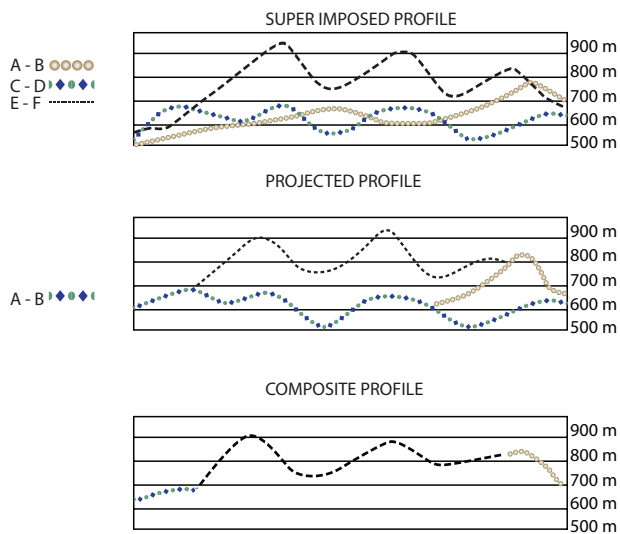 SUPER IMPOSED PROFILE
A - B
C - D
E - F
900 m
800 m
700 m
600 m
500 m
PROJECTED PROFILE
A - B
900 m
800 m
700 m
600 m
500 m
COMPOSITE PROFILE
900 m
800 m
700 m
600 m
500 m